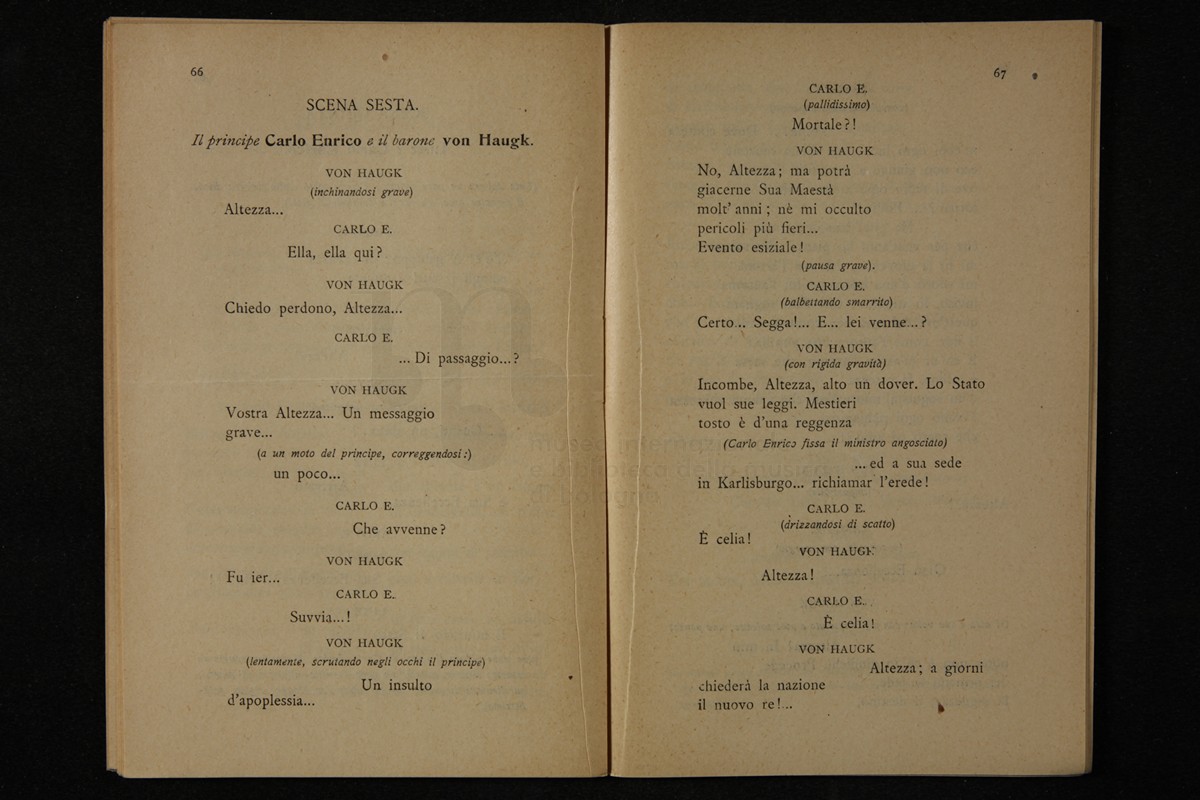 66
SCENA SESTA.
Il principe Carlo Enrico e il barone von Haugk.
VON HAUGK
(inchinandosi grave)
Altezza...
CARLO E.
Ella, ella qui?
VON HAUGK
Chiedo perdono, Altezza...
CARLO E.
... Di passaggio...?
VON HAUGK
Vostra Altezza... Un messaggio
grave...
(a un moto del principe, correggendosi:)
un poco...
CARLO E.
Che avvenne?
VON HAUGK
Fu ier...
CARLO E.
Suvvia...!
VON HAUGK
(lentamente, scrutando negli occhi il principe)
Un insulto
d'apoplessia...
67
CARLO E.
(pallidissimo)
Mortale?!
VON HAUGK
No, Altezza; ma potrà
giacerne Sua Maestà
molt' anni; nè mi occulto
pericoli più fieri...
Evento esiziale!
(pausa grave).
CARLO E.
(balbettando smarrito)
Certo... Segga!... E... lei venne...?
VON HAUGK
(con rigida gravità)
Incombe, Altezza, alto un dover. Lo Stato
vuol sue leggi. Mestieri
tosto è d'una reggenza
(Carlo Enrico fissa il ministro angosciato)
... ed a sua sede
in Karlisburgo... richiamar l'erede!
CARLO E.
(drizzandosi di scatto)
È celia!
VON HAUGK
Altezza!
CARLO E.
È celia!
VON HAUGK
Altezza; a giorni
chiederà la nazione
il nuovo re!...